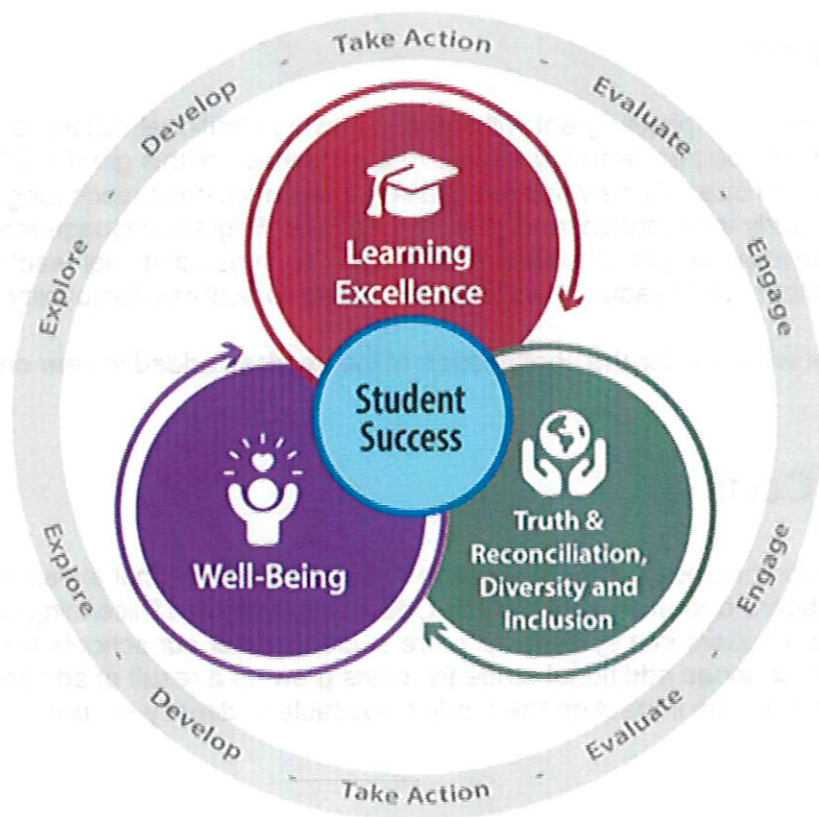 Take Action
Develop
Evaluate
Explore
Engage
Learning
Excellence
Student
Success
Well-Being
Truth &
Reconciliation,
Diversity and
Inclusion
Explore
Engage
Develop
Evaluate
Take Action